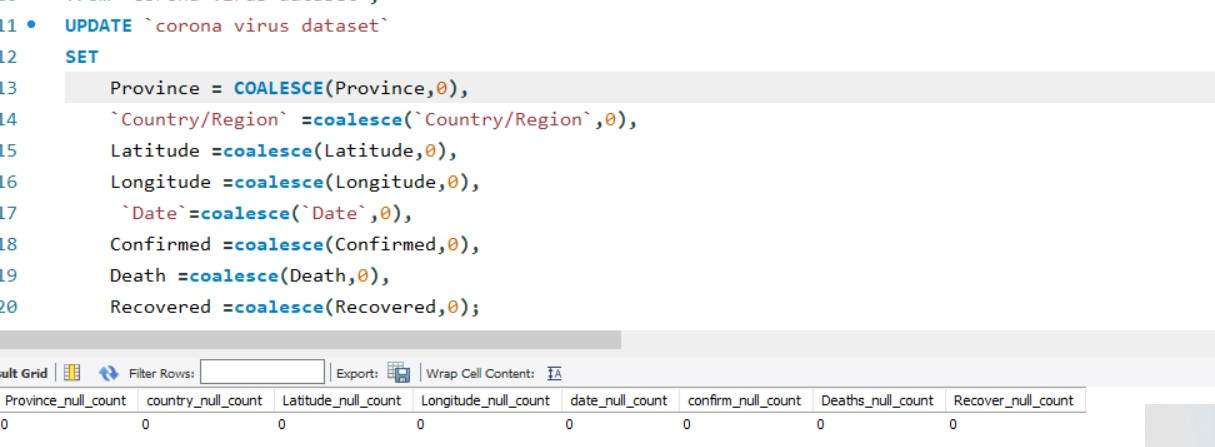 11 UPDATE `corona virus dataset`
12 SET
13 Province = COALESCE(Province,0),
14 `Country/Region` =coalesce(`Country/Region`,0),
15 Latitude =coalesce(Latitude,0),
16 Longitude =coalesce(Longitude,0),
17 `Date`=coalesce(`Date`,0),
18 Confirmed =coalesce(Confirmed,0),
19 Death =coalesce(Death,0),
20 Recovered =coalesce(Recovered,0);
sult Grid Filter Rows: Export: Wrap Cell Content: IA
Province_null_count country_null_count Latitude_null_count Longitude_null_count date_null_count confirm_null_count Deaths_null_count Recover_null_count
0 0 0 0 0 0 0 0